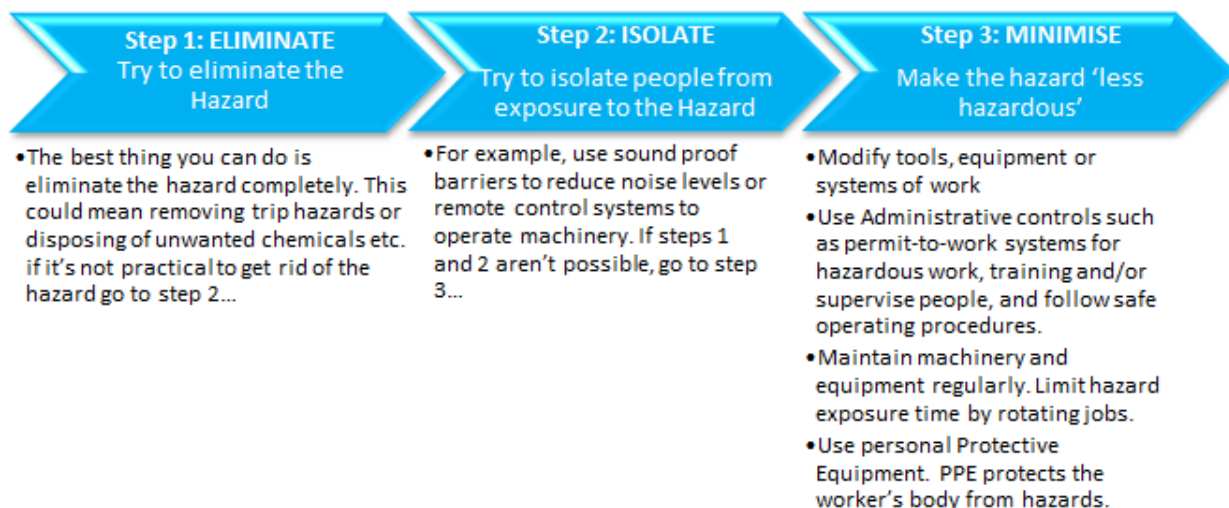 Step 1: ELIMINATE
Try to eliminate the
Hazard
•The best thing you can do is
eliminate the hazard completely. This
could mean removing trip hazards or
disposing of unwanted chemicals etc.
if it's not practical to get rid of the
hazard go to step 2...
Step 2: ISOLATE
Try to isolate people from
exposure to the Hazard
•For example, use sound proof
barriers to reduce noise levels or
remote control systems to
operate machinery. If steps 1
and 2 aren't possible, go to step
3...
Step 3: MINIMISE
Make the hazard ‘less
hazardous’
•Modify tools, equipment or
systems of work
•Use Administrative controls such
as permit-to-work systems for
hazardous work, training and/or
supervise people, and follow safe
operating procedures.
•Maintain machinery and
equipment regularly. Limit hazard
exposure time by rotating jobs.
•Use personal Protective
Equipment. PPE protects the
worker's body from hazards.